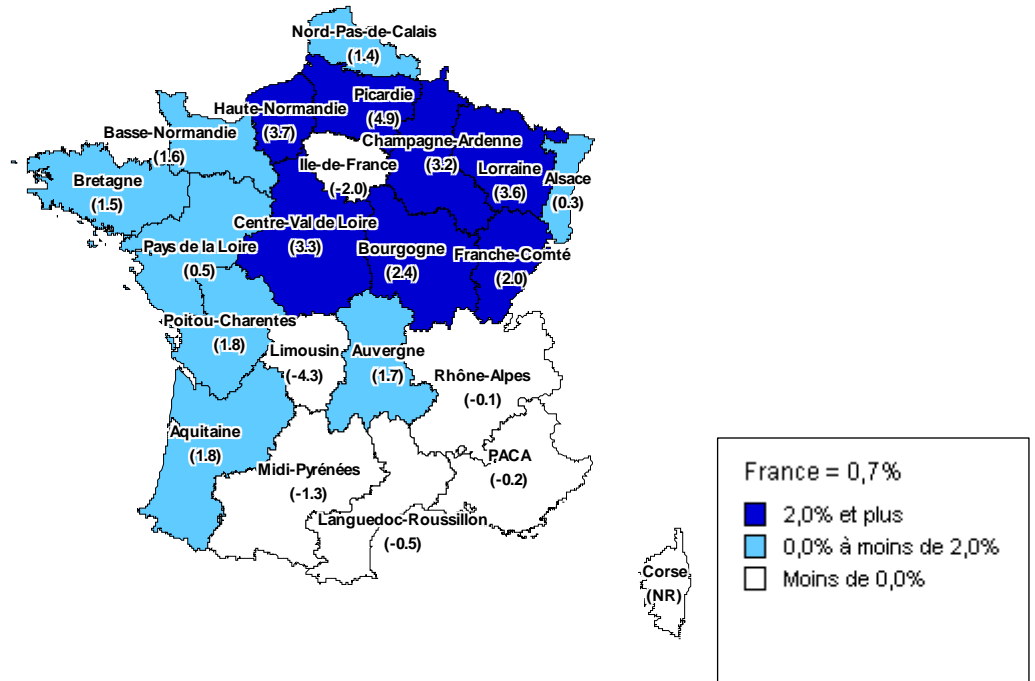 Nord-Pas-de-Calais
(1.4)
Picardie
(4.9)
Haute-Normandie
(3.7)
Basse-Normandie
(1.6)
Champagne-Ardenne
(3.2)
Ile-de-France
(-2.0)
Lorraine
(3.6)
Alsace
(0.3)
Bretagne
(1.5)
Centre-Val de Loire
(3.3)
Pays de la Loire
(0.5)
Bourgogne
(2.4)
Franche-Comté
(2.0)
Poitou-Charentes
(1.8)
Limousin
(-4.3)
Auvergne
(1.7)
Rhône-Alpes
(-0.1)
Aquitaine
(1.8)
Midi-Pyrénées
(-1.3)
PACA
(-0.2)
Languedoc-Roussillon
(-0.5)
Corse
(NR)
France = 0,7%
2,0% et plus
0,0% à moins de 2,0%
Moins de 0,0%